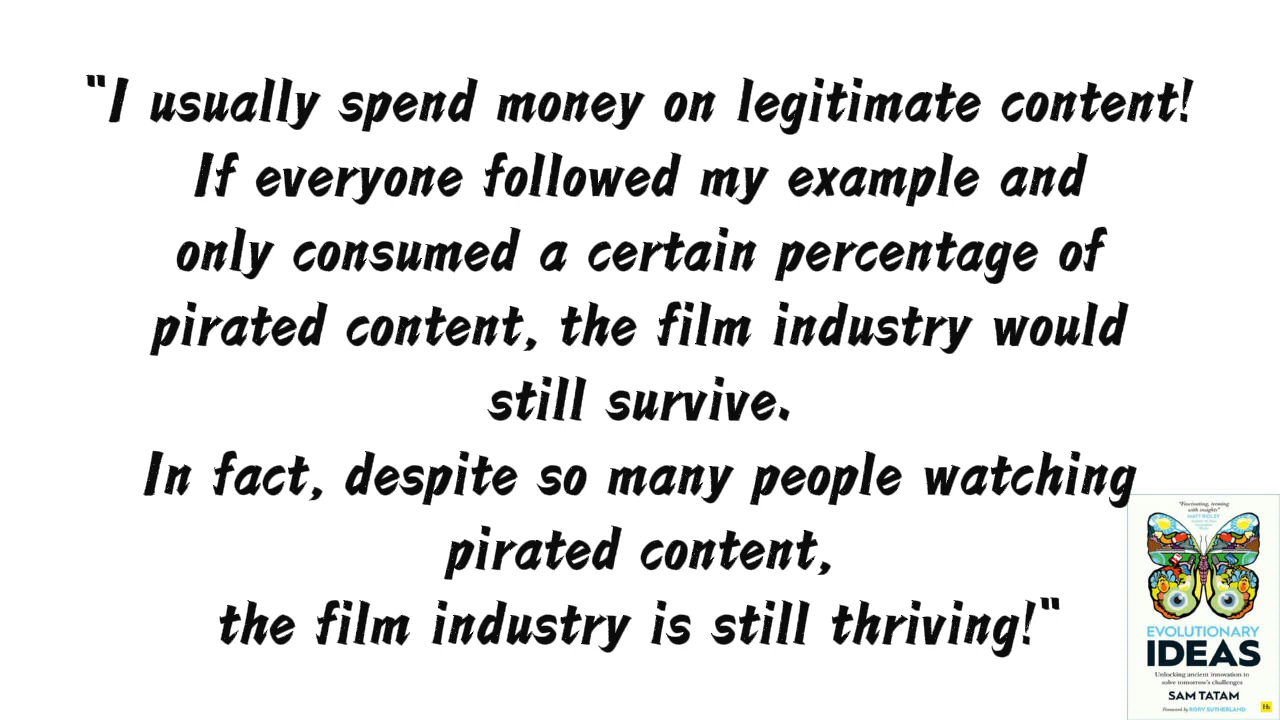 “I usually spend money on legitimate content!
If everyone followed my example and
only consumed a certain percentage of
pirated content, the film industry would
still survive.
In fact, despite so many people watching
pirated content,
the film industry is still thriving!“
"Fascinating, teeming
with insights"
MATT RIDLEY
EVOLUTIONARY
IDEAS
Unlocking ancient innovation to
solve tomorrow's challenges
SAM TATAM
Foreword by RORY SUTHERLAND